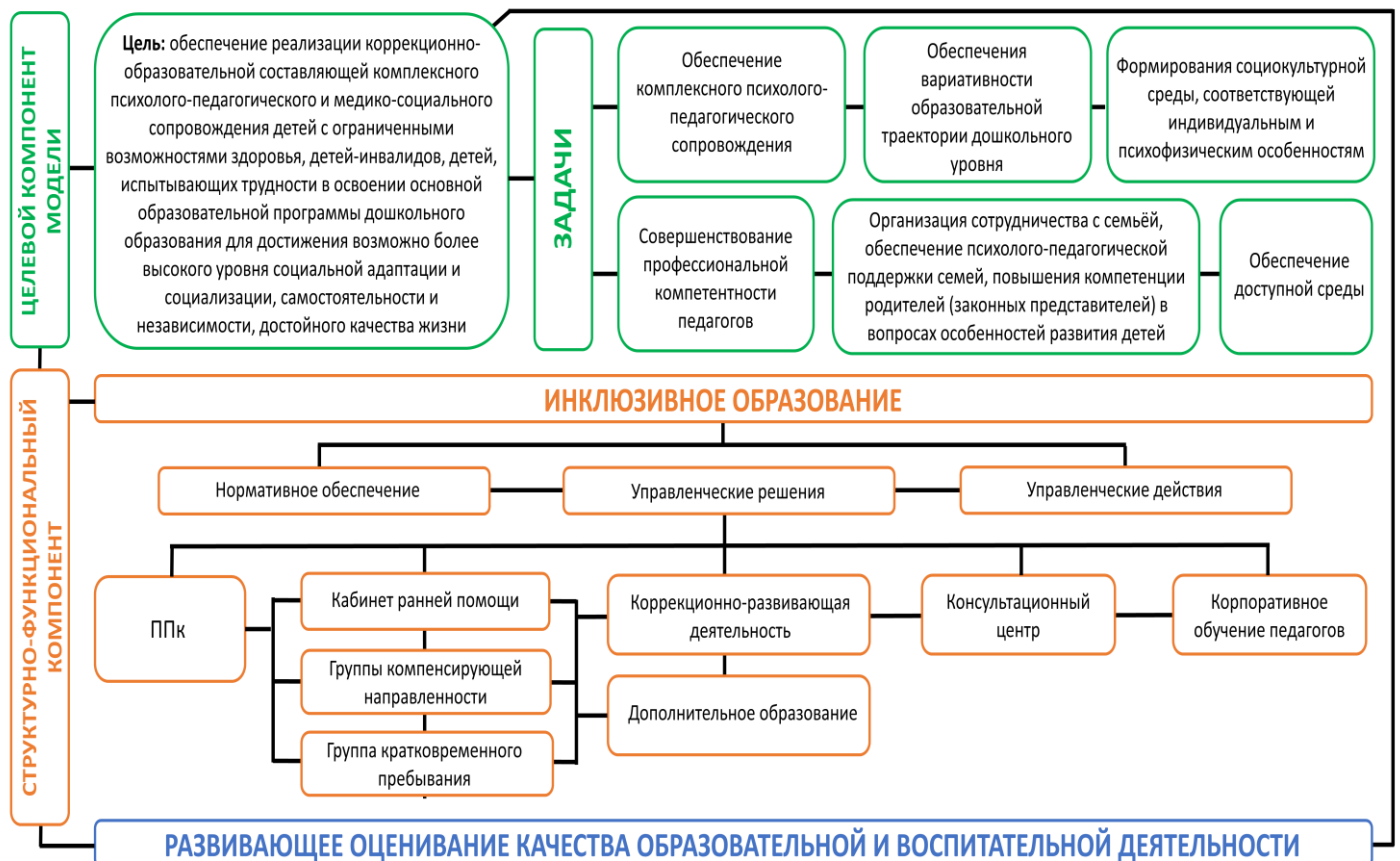 ЦЕЛЕВОЙ КОМПОНЕНТ
МОДЕЛИ
Цель: обеспечение реализации коррекционно-
образовательной составляющей комплексного
психолого-педагогического и медико-социального
сопровождения детей с ограниченными
возможностями здоровья, детей-инвалидов, детей,
испытывающих трудности в освоении основной
образовательной программы дошкольного
образования для достижения возможно более
высокого уровня социальной адаптации и
социализации, самостоятельности и
независимости, достойного качества жизни
ЗАДАЧИ
Обеспечение
комплексного психолого-
педагогического
сопровождения
Обеспечения
вариативности
образовательной
траектории дошкольного
уровня
Формирования социокультурной
среды, соответствующей
индивидуальным и
психофизическим особенностям
Совершенствование
профессиональной
компетентности
педагогов
Организация сотрудничества с семьёй,
обеспечение психолого-педагогической
поддержки семей, повышения компетенции
родителей (законных представителей) в
вопросах особенностей развития детей
Обеспечение
доступной среды
СТРУКТУРНО-ФУНКЦИОНАЛЬНЫЙ
КОМПОНЕНТ
ИНКЛЮЗИВНОЕ ОБРАЗОВАНИЕ
Нормативное обеспечение
Управленческие решения
Управленческие действия
ППк
Кабинет ранней помощи
Группы компенсирующей
направленности
Группа кратковременного
пребывания
Коррекционно-развивающая
деятельность
Дополнительное образование
Консультационный
центр
Корпоративное
обучение педагогов
РАЗВИВАЮЩЕЕ ОЦЕНИВАНИЕ КАЧЕСТВА ОБРАЗОВАТЕЛЬНОЙ И ВОСПИТАТЕЛЬНОЙ ДЕЯТЕЛЬНОСТИ